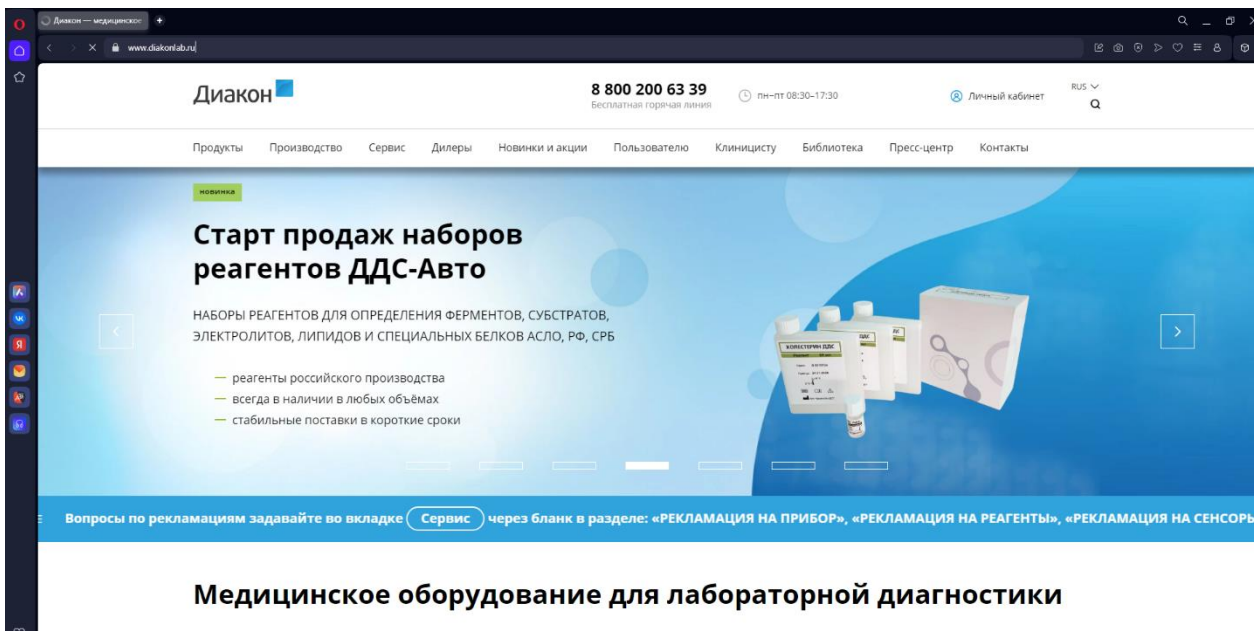 Диакон — медицинское
www.diakonlab.ru
Диакон
8 800 200 63 39
Бесплатная горячая линия
пн–пт 08:30–17:30
Личный кабинет
RUS
Продукты Производство Сервис Дилеры Новинки и акции Пользователю Клиницисту Библиотека Пресс-центр Контакты
новинка
Старт продаж наборов
реагентов ДДС-Авто
НАБОРЫ РЕАГЕНТОВ ДЛЯ ОПРЕДЕЛЕНИЯ ФЕРМЕНТОВ, СУБСТРАТОВ,
ЭЛЕКТРОЛИТОВ, ЛИПИДОВ И СПЕЦИАЛЬНЫХ БЕЛКОВ АСЛО, РФ, СРБ
— реагенты российского производства
— всегда в наличии в любых объёмах
— стабильные поставки в короткие сроки
ХОЛЕСТЕРИН ДДС
Вопросы по рекламациям задавайте во вкладке Сервис через бланк в разделе: «РЕКЛАМАЦИЯ НА ПРИБОР», «РЕКЛАМАЦИЯ НА РЕАГЕНТЫ», «РЕКЛАМАЦИЯ НА СЕНСОРЫ
Медицинское оборудование для лабораторной диагностики